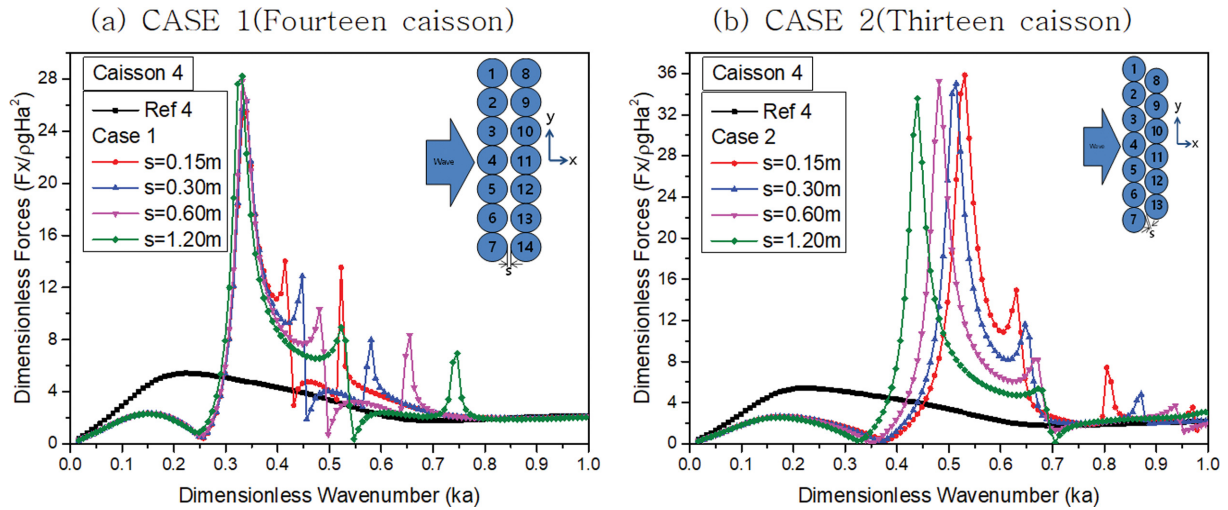 (a) CASE 1(Fourteen caisson)
Dimensionless Forces (Fx/ρgHa²)
28
24
20
16
12
8
4
0
Caisson 4
Ref 4
Case 1
s=0.15m
s=0.30m
s=0.60m
s=1.20m
Wave
1 8
2 9
3 10
4 11
5 12
6 13
7 14
s
y
x
0.0 0.1 0.2 0.3 0.4 0.5 0.6 0.7 0.8 0.9 1.0
Dimensionless Wavenumber (ka)
(b) CASE 2(Thirteen caisson)
Dimensionless Forces (Fx/ρgHa²)
36
32
28
24
20
16
12
8
4
0
Caisson 4
Ref 4
Case 2
s=0.15m
s=0.30m
s=0.60m
s=1.20m
Wave
1
8
2
9
3
10
4
11
5
12
6
13
7
s
y
x
0.0 0.1 0.2 0.3 0.4 0.5 0.6 0.7 0.8 0.9 1.0
Dimensionless Wavenumber (ka)